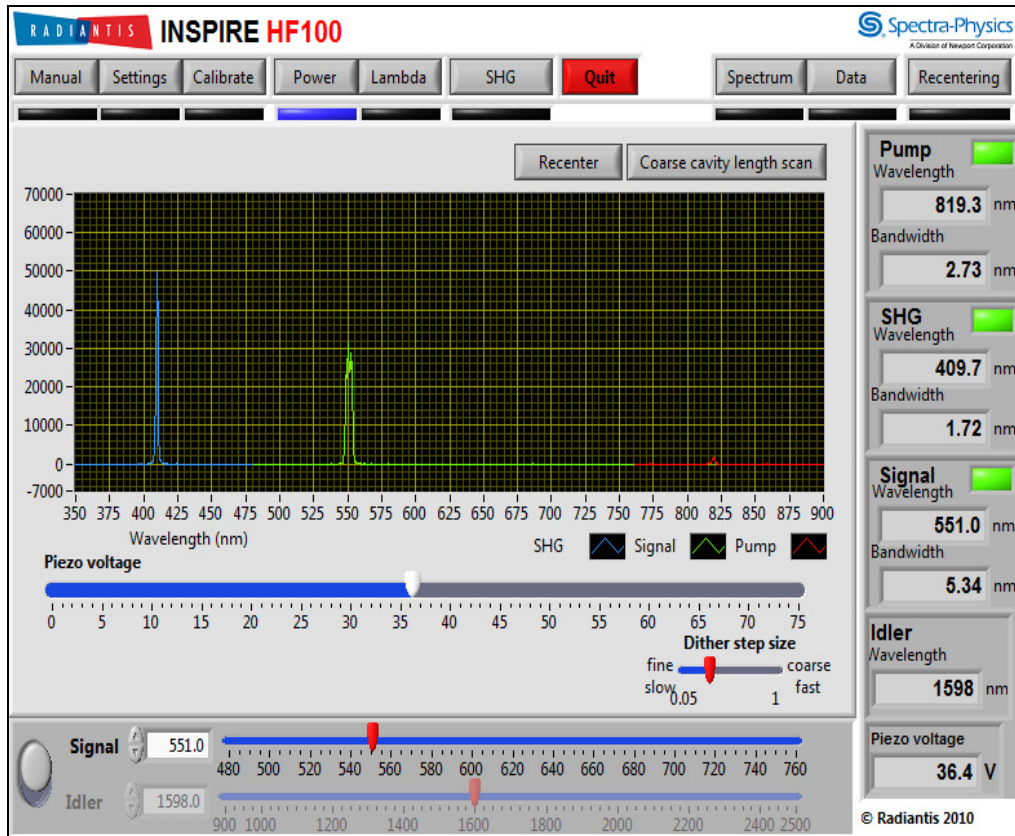 RADIANTIS INSPIRE HF100
Spectra-Physics
A Division of Newport Corporation
Manual Settings Calibrate Power Lambda SHG Quit Spectrum Data Recentering
Recenter Coarse cavity length scan
70000
60000
50000
40000
30000
20000
10000
0
-7000
350 375 400 425 450 475 500 525 550 575 600 625 650 675 700 725 750 775 800 825 850 875 900
Wavelength (nm)
SHG Signal Pump
Piezo voltage
0 5 10 15 20 25 30 35 40 45 50 55 60 65 70 75
Dither step size
fine coarse
slow fast
0.05 1
Pump
Wavelength
819.3 nm
Bandwidth
2.73 nm
SHG
Wavelength
409.7 nm
Bandwidth
1.72 nm
Signal
Wavelength
551.0 nm
Bandwidth
5.34 nm
Idler
Wavelength
1598 nm
Piezo voltage
36.4 V
Signal 551.0
480 500 520 540 560 580 600 620 640 660 680 700 720 740 760
Idler 1598.0
900 1000 1200 1400 1600 1800 2000 2200 2400 2500
© Radiantis 2010